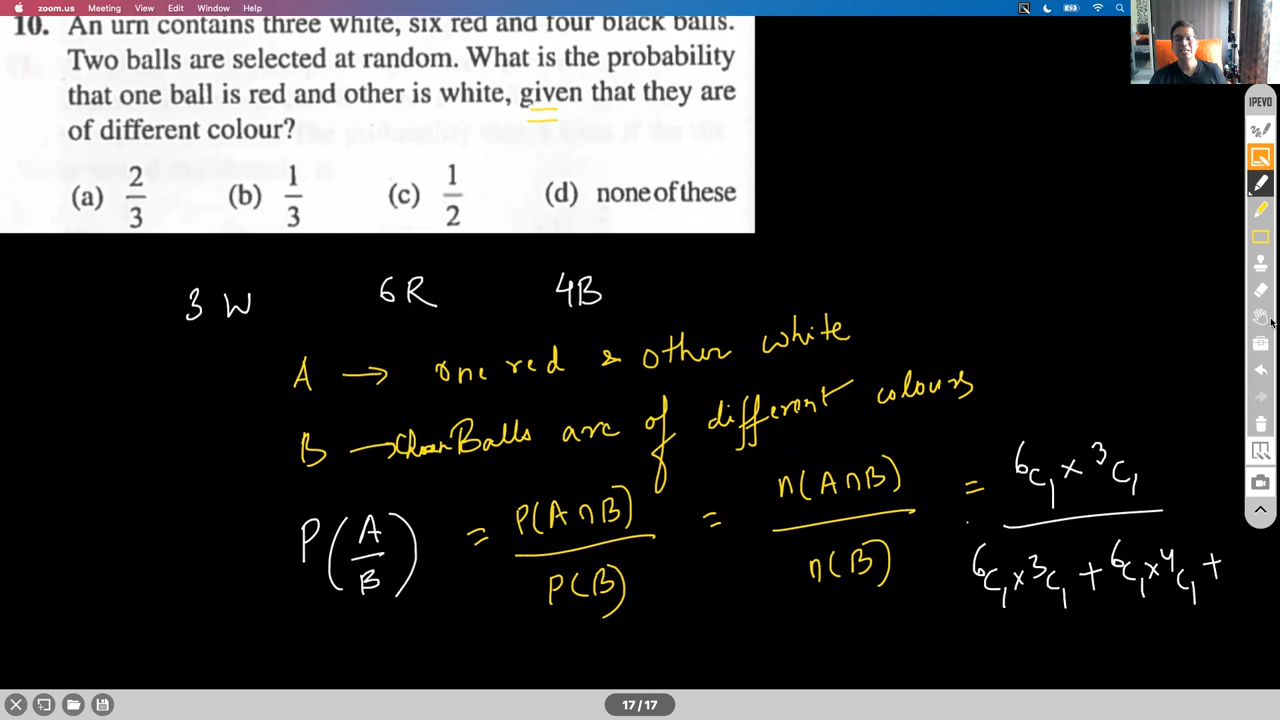 zoom.us Meeting View Edit Window Help
10. An urn contains three white, six red and four black balls.
Two balls are selected at random. What is the probability
that one ball is red and other is white, given that they are
of different colour?
(a) 2/3 (b) 1/3 (c) 1/2 (d) none of these
IPEVO
3 W 6R 4B
A → one red & other white
B → Balls are of different colours
P(A/B) = P(A∩B)/P(B) = n(A∩B)/n(B) = ⁶C₁×³C₁ / ⁶C₁×³C₁ + ⁶C₁×⁴C₁ +
17/17